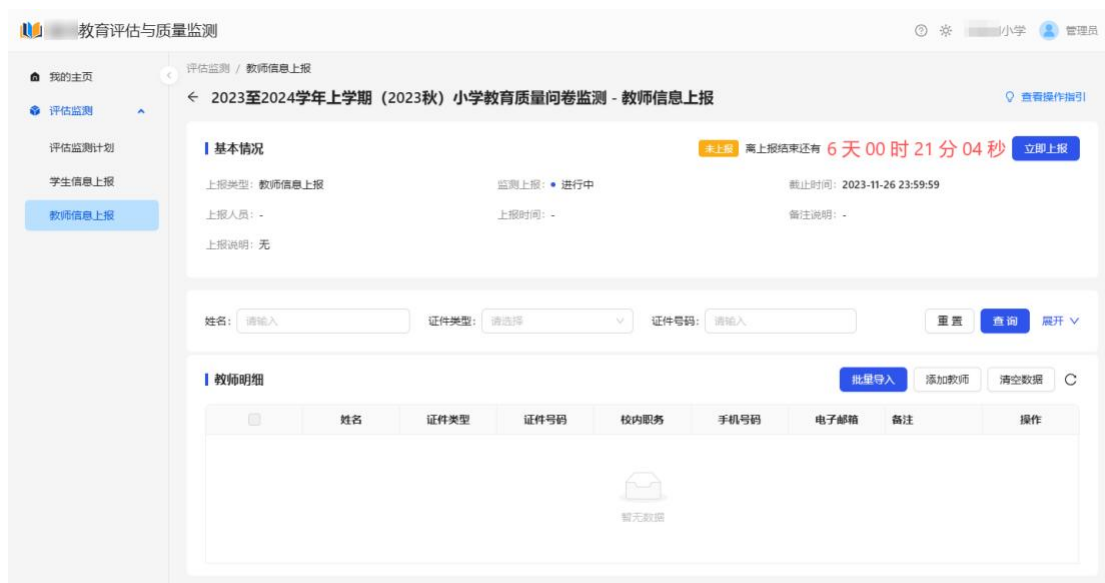 教育评估与质量监测
小学 管理员
我的主页
评估监测
评估监测计划
学生信息上报
教师信息上报
评估监测 / 教师信息上报
← 2023至2024学年上学期（2023秋）小学教育质量问卷监测 - 教师信息上报 查看操作指引
基本情况 未上报 离上报结束还有 6 天 00 时 21 分 04 秒 立即上报
上报类型: 教师信息上报 监测上报: 进行中 截止时间: 2023-11-26 23:59:59
上报人员: - 上报时间: - 备注说明: -
上报说明: 无
姓名: 请输入 证件类型: 请选择 证件号码: 请输入 重置 查询 展开
教师明细 批量导入 添加教师 清空数据
姓名 证件类型 证件号码 校内职务 手机号码 电子邮箱 备注 操作
暂无数据